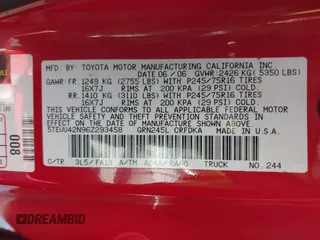 MFD. BY TOYOTA MOTOR MANUFACTURING CALIFORNIA INC.
DATE 06/06 GVWR 2426 KG (5350 LBS)
GAWR FR. 1249 KG (2755 LBS) WITH P245/75R16 TIRES
16X7J RIMS AT 200 KPA (29 PSI) COLD.
RR. 1410 KG (3110 LBS) WITH P245/75R16 TIRES
16X7J RIMS AT 200 KPA (29 PSI) COLD.
THIS VEHICLE CONFORMS TO ALL APPLICABLE FEDERAL MOTOR
VEHICLE SAFETY AND THEFT PREVENTION STANDARDS IN
EFFECT ON THE DATE OF MANUFACTURE SHOWN ABOVE.
5TEUU42N96Z293458 GRN245L CRFDKA
MADE IN U.S.A.
C/TR 3L5/FA13 A/TM
TRUCK NO. 244
008
DREAMBID